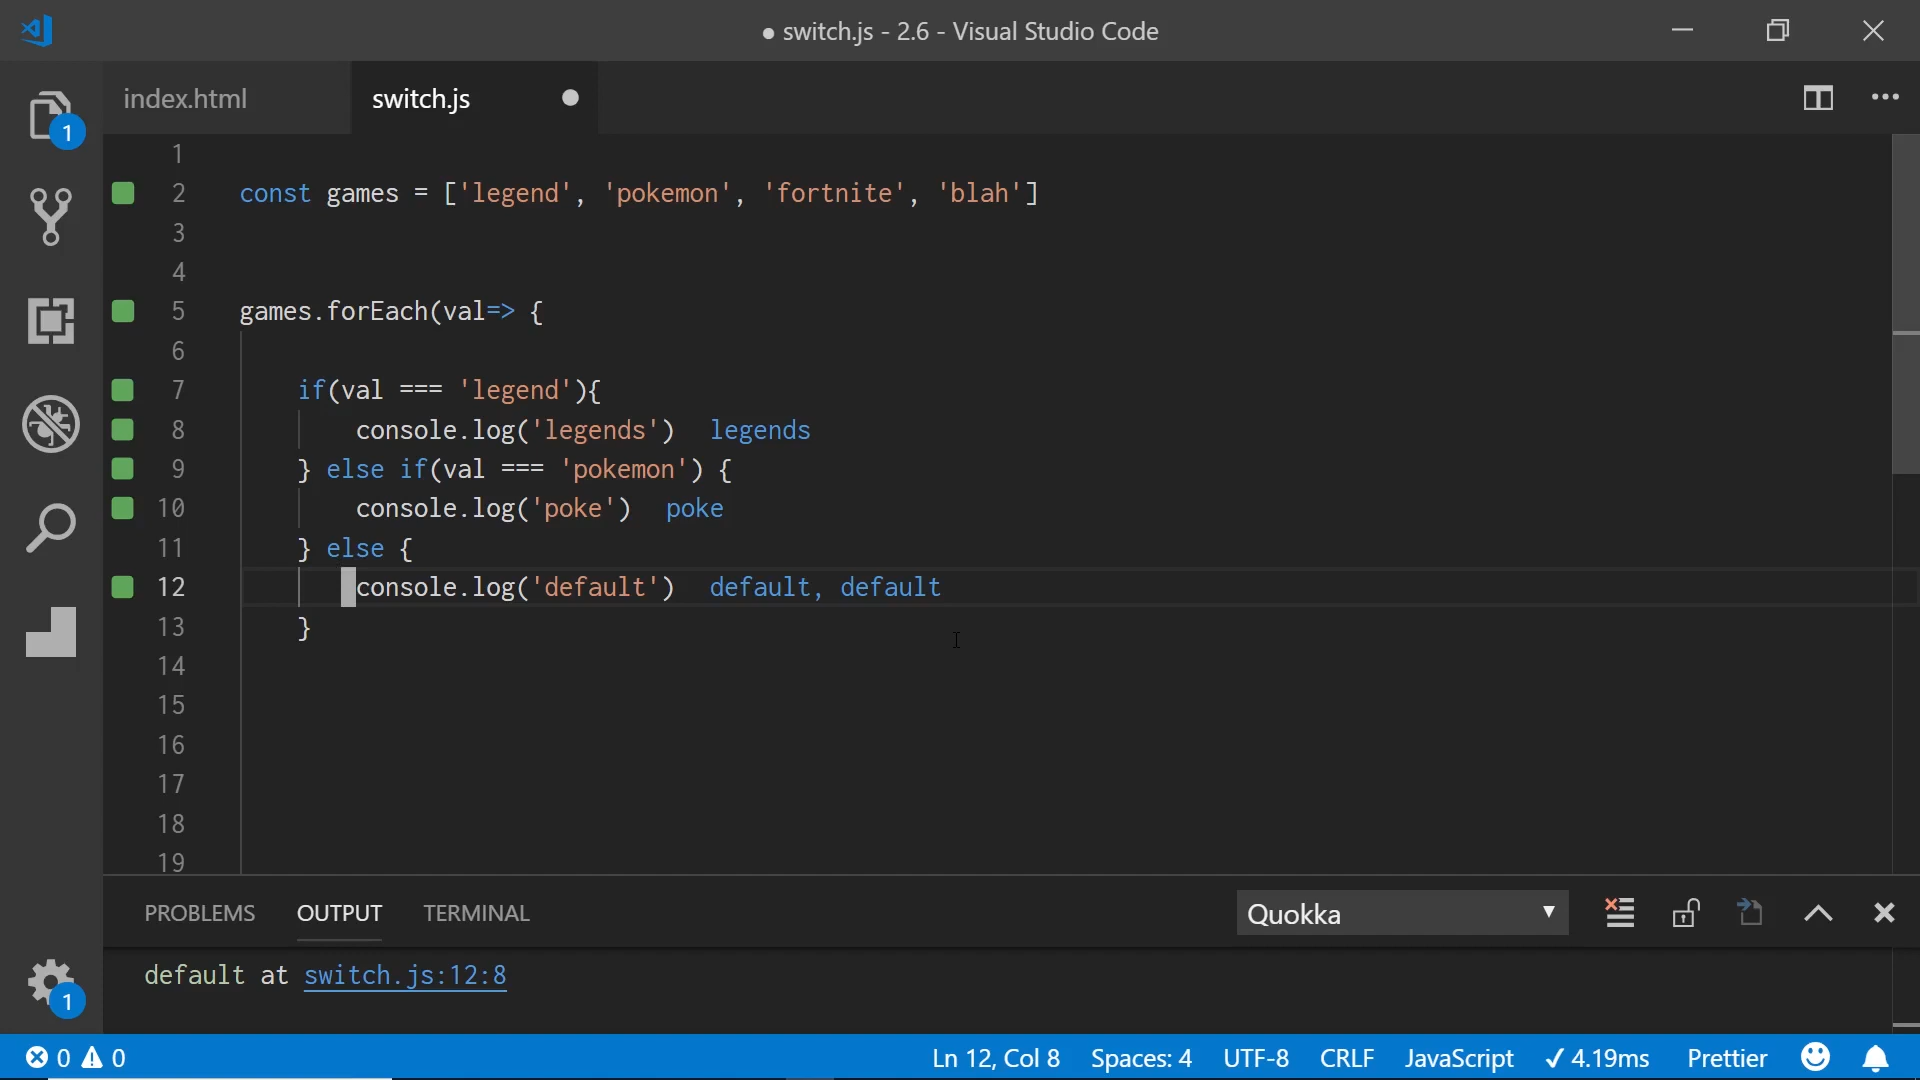 ● switch.js - 2.6 - Visual Studio Code
index.html switch.js
1
1
2 const games = ['legend', 'pokemon', 'fortnite', 'blah']
3
4
5 games.forEach(val=> {
6
7 if(val === 'legend'){
8 console.log('legends') legends
9 } else if(val === 'pokemon') {
10 console.log('poke') poke
11 } else {
12 console.log('default') default, default
13 }
14
15
16
17
18
19
PROBLEMS OUTPUT TERMINAL Quokka
default at switch.js:12:8
1
0 0 Ln 12, Col 8 Spaces: 4 UTF-8 CRLF JavaScript ✓ 4.19ms Prettier